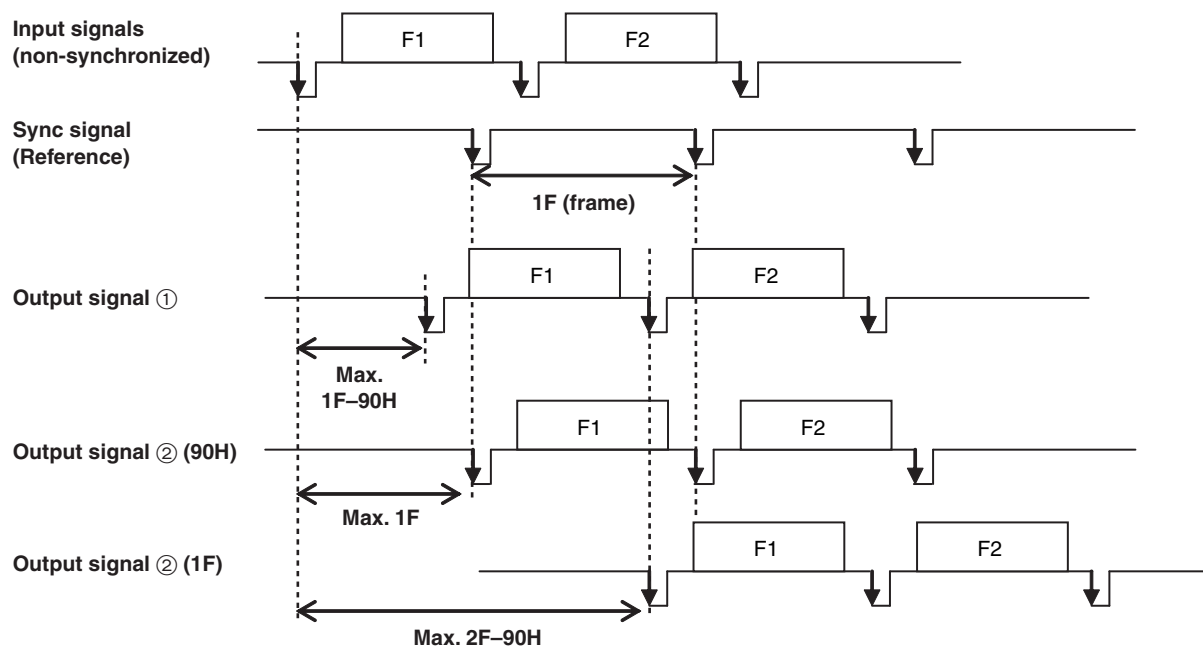 Input signals
(non-synchronized)
F1
F2
Sync signal
(Reference)
1F (frame)
F1
F2
Output signal ①
Max.
1F–90H
F1
F2
Output signal ② (90H)
Max. 1F
F1
F2
Output signal ② (1F)
Max. 2F–90H